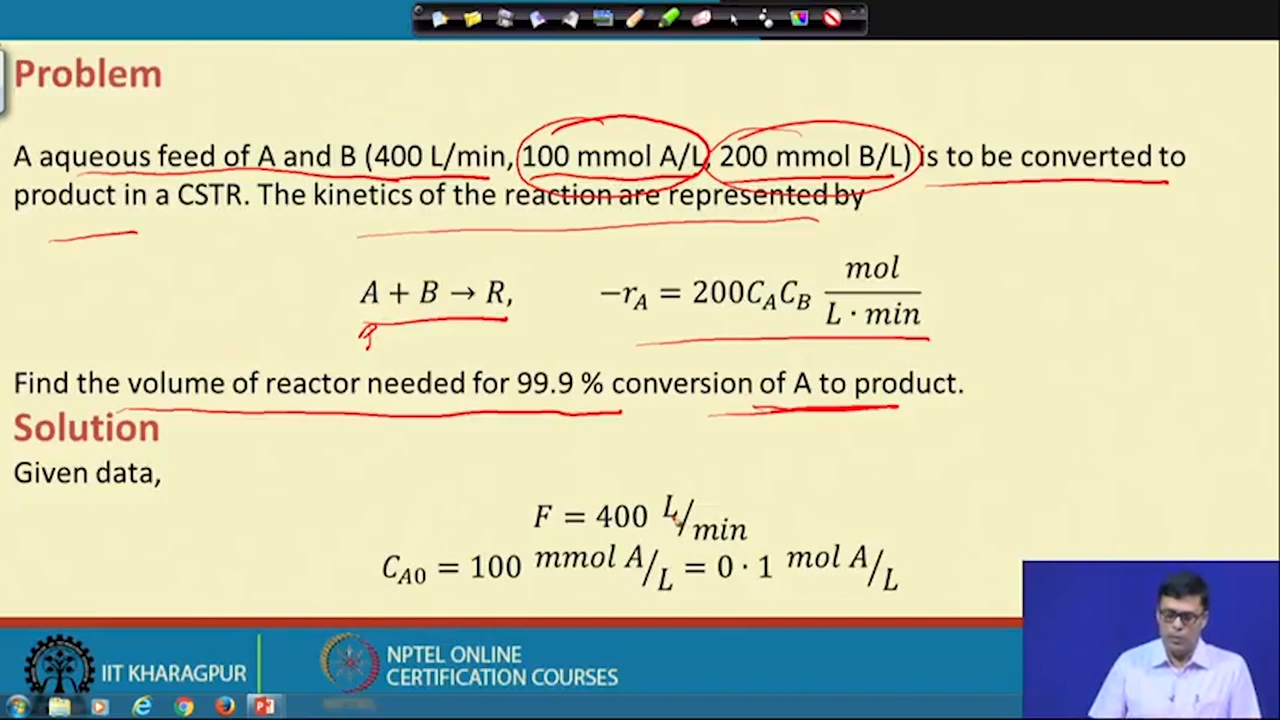 Problem
A aqueous feed of A and B (400 L/min, 100 mmol A/L, 200 mmol B/L) is to be converted to
product in a CSTR. The kinetics of the reaction are represented by
A + B → R,    −r_A = 200C_A C_B mol / L · min
Find the volume of reactor needed for 99.9 % conversion of A to product.
Solution
Given data,
F = 400 L/min
C_A0 = 100 mmol A/L = 0 · 1 mol A/L
IIT KHARAGPUR
NPTEL ONLINE
CERTIFICATION COURSES